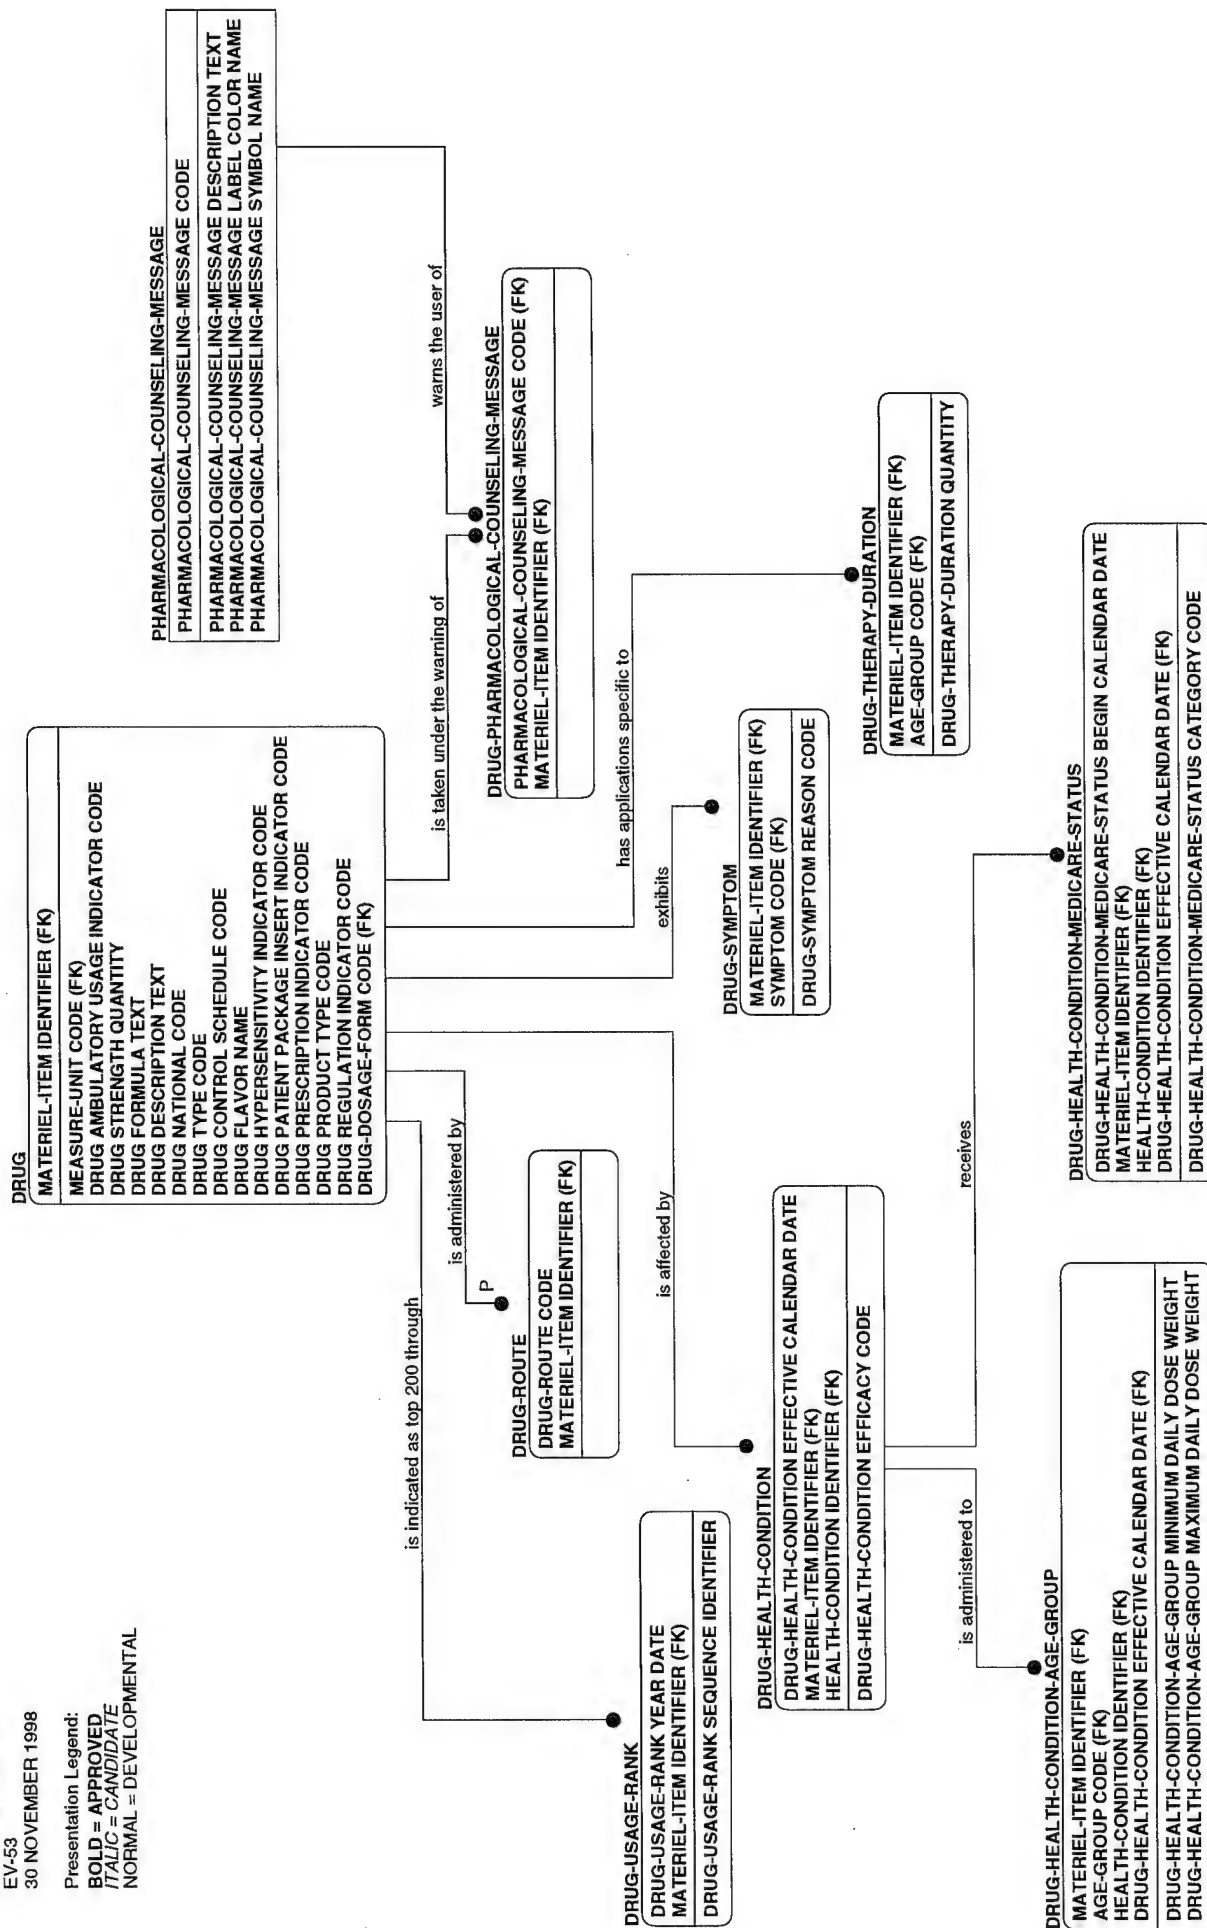 EV-53
30 NOVEMBER 1998
Presentation Legend:
BOLD = APPROVED
ITALIC = CANDIDATE
NORMAL = DEVELOPMENTAL
DRUG
MATERIEL-ITEM IDENTIFIER (FK)
MEASURE-UNIT CODE (FK)
DRUG AMBULATORY USAGE INDICATOR CODE
DRUG STRENGTH QUANTITY
DRUG FORMULA TEXT
DRUG DESCRIPTION TEXT
DRUG NATIONAL CODE
DRUG TYPE CODE
DRUG CONTROL SCHEDULE CODE
DRUG FLAVOR NAME
DRUG HYPERSENSITIVITY INDICATOR CODE
DRUG PATIENT PACKAGE INSERT INDICATOR CODE
DRUG PRESCRIPTION INDICATOR CODE
DRUG PRODUCT TYPE CODE
DRUG REGULATION INDICATOR CODE
DRUG-DOSAGE-FORM CODE (FK)
PHARMACOLOGICAL-COUNSELING-MESSAGE
PHARMACOLOGICAL-COUNSELING-MESSAGE CODE
PHARMACOLOGICAL-COUNSELING-MESSAGE DESCRIPTION TEXT
PHARMACOLOGICAL-COUNSELING-MESSAGE LABEL COLOR NAME
PHARMACOLOGICAL-COUNSELING-MESSAGE SYMBOL NAME
is indicated as top 200 through
is administered by
P
is taken under the warning of
warns the user of
DRUG-ROUTE
DRUG-ROUTE CODE
MATERIEL-ITEM IDENTIFIER (FK)
DRUG-PHARMACOLOGICAL-COUNSELING-MESSAGE
PHARMACOLOGICAL-COUNSELING-MESSAGE CODE (FK)
MATERIEL-ITEM IDENTIFIER (FK)
DRUG-USAGE-RANK
DRUG-USAGE-RANK YEAR DATE
MATERIEL-ITEM IDENTIFIER (FK)
DRUG-USAGE-RANK SEQUENCE IDENTIFIER
is affected by
exhibits
has applications specific to
DRUG-HEALTH-CONDITION
DRUG-HEALTH-CONDITION EFFECTIVE CALENDAR DATE
MATERIEL-ITEM IDENTIFIER (FK)
HEALTH-CONDITION IDENTIFIER (FK)
DRUG-HEALTH-CONDITION EFFICACY CODE
DRUG-SYMPTOM
MATERIEL-ITEM IDENTIFIER (FK)
SYMPTOM CODE (FK)
DRUG-SYMPTOM REASON CODE
DRUG-THERAPY-DURATION
MATERIEL-ITEM IDENTIFIER (FK)
AGE-GROUP CODE (FK)
DRUG-THERAPY-DURATION QUANTITY
is administered to
receives
DRUG-HEALTH-CONDITION-AGE-GROUP
MATERIEL-ITEM IDENTIFIER (FK)
AGE-GROUP CODE (FK)
HEALTH-CONDITION IDENTIFIER (FK)
DRUG-HEALTH-CONDITION EFFECTIVE CALENDAR DATE (FK)
DRUG-HEALTH-CONDITION-AGE-GROUP MINIMUM DAILY DOSE WEIGHT
DRUG-HEALTH-CONDITION-AGE-GROUP MAXIMUM DAILY DOSE WEIGHT
DRUG-HEALTH-CONDITION-MEDICARE-STATUS
DRUG-HEALTH-CONDITION-MEDICARE-STATUS BEGIN CALENDAR DATE
MATERIEL-ITEM IDENTIFIER (FK)
HEALTH-CONDITION IDENTIFIER (FK)
DRUG-HEALTH-CONDITION EFFECTIVE CALENDAR DATE (FK)
DRUG-HEALTH-CONDITION-MEDICARE-STATUS CATEGORY CODE